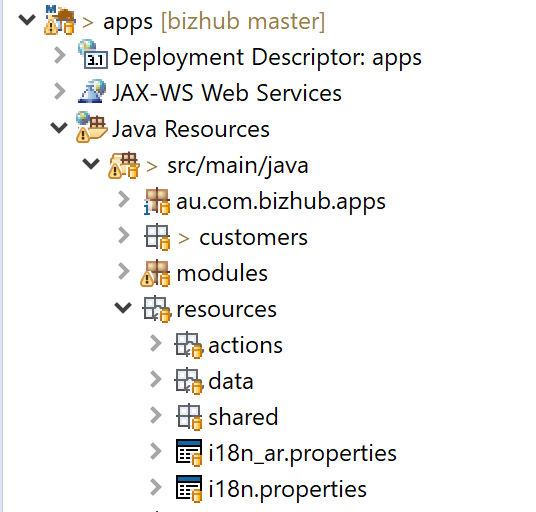 > apps [bizhub master]
Deployment Descriptor: apps
JAX-WS Web Services
Java Resources
> src/main/java
au.com.bizhub.apps
> customers
modules
resources
actions
data
shared
i18n_ar.properties
i18n.properties